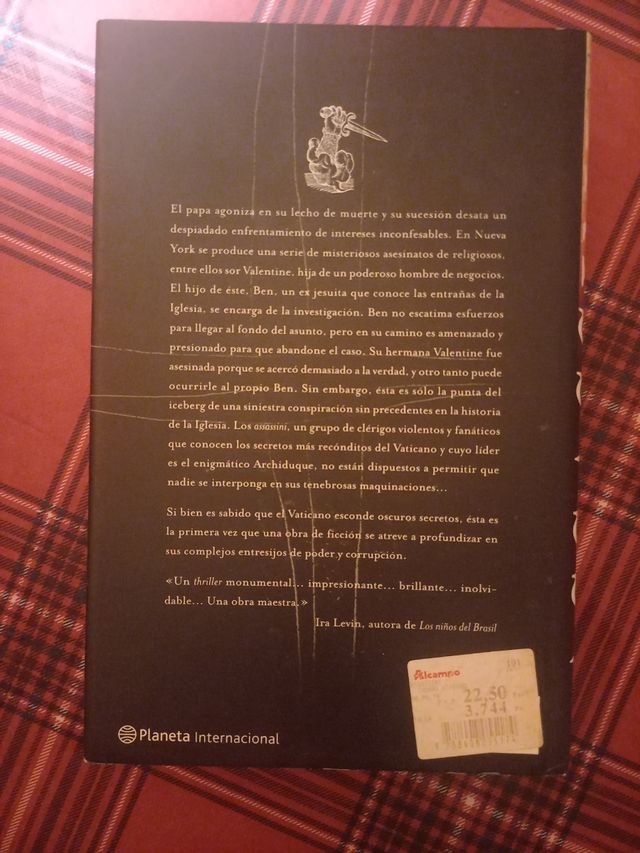 El papa agoniza en su lecho de muerte y su sucesión desata un
despiadado enfrentamiento de intereses inconfesables. En Nueva
York se produce una serie de misteriosos asesinatos de religiosos,
entre ellos sor Valentine, hija de un poderoso hombre de negocios.
El hijo de éste, Ben, un ex jesuita que conoce las entrañas de la
Iglesia, se encarga de la investigación. Ben no escatima esfuerzos
para llegar al fondo del asunto, pero en su camino es amenazado y
presionado para que abandone el caso. Su hermana Valentine fue
asesinada porque se acercó demasiado a la verdad, y otro tanto puede
ocurrirle al propio Ben. Sin embargo, ésta es sólo la punta del
iceberg de una siniestra conspiración sin precedentes en la historia
de la Iglesia. Los assassini, un grupo de clérigos violentos y fanáticos
que conocen los secretos más recónditos del Vaticano y cuyo líder
es el enigmático Archiduque, no están dispuestos a permitir que
nadie se interponga en sus tenebrosas maquinaciones...
Si bien es sabido que el Vaticano esconde oscuros secretos, ésta es
la primera vez que una obra de ficción se atreve a profundizar en
sus complejos entresijos de poder y corrupción.
«Un thriller monumental... impresionante... brillante... inolvi-
dable... Una obra maestra.»
Ira Levin, autora de Los niños del Brasil
Alcampo
101
22,50
3.744
Planeta Internacional